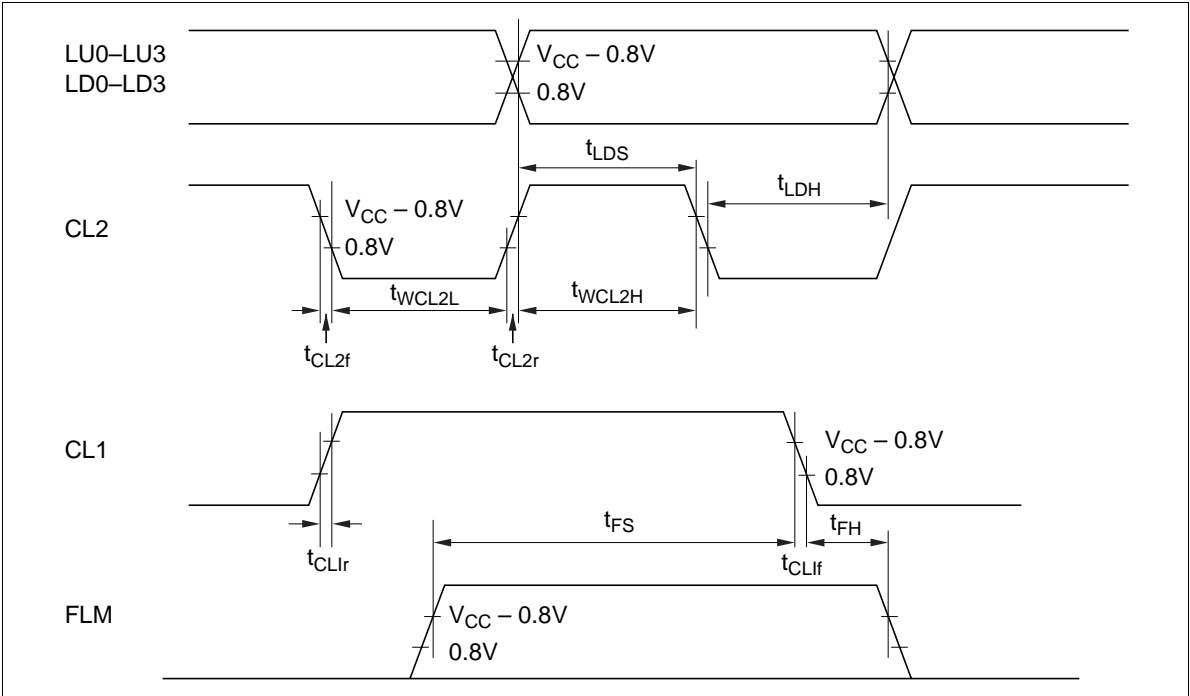 LU0–LU3
LD0–LD3
V_CC – 0.8V
0.8V
t_LDS
t_LDH
CL2
V_CC – 0.8V
0.8V
t_WCL2L
t_WCL2H
t_CL2f
t_CL2r
CL1
V_CC – 0.8V
0.8V
t_FS
t_FH
t_CLIr
t_CLIf
FLM
V_CC – 0.8V
0.8V